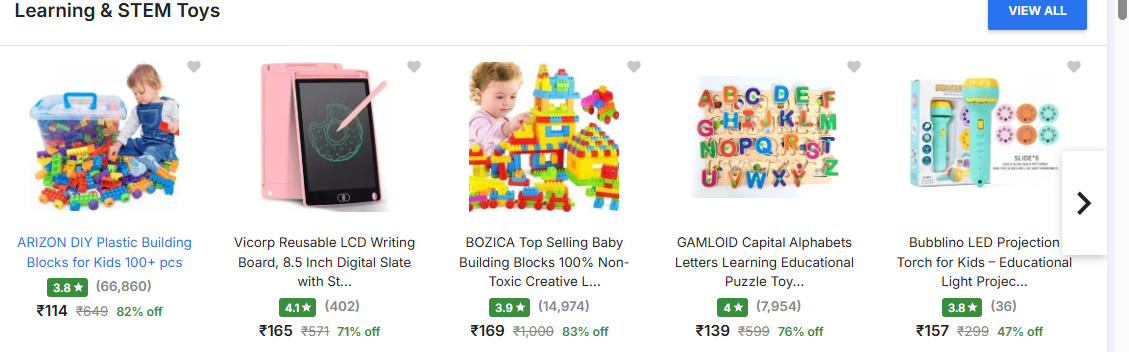 Learning & STEM Toys
VIEW ALL
ARIZON DIY Plastic Building
Blocks for Kids 100+ pcs
3.8★ (66,860)
₹114 ₹649 82% off
Vicorp Reusable LCD Writing
Board, 8.5 Inch Digital Slate
with St...
4.1★ (402)
₹165 ₹571 71% off
BOZICA Top Selling Baby
Building Blocks 100% Non-
Toxic Creative L...
3.9★ (14,974)
₹169 ₹1,000 83% off
A B C D E F
G H I J K L M
N O P Q R S T
U V W X Y Z
GAMLOID Capital Alphabets
Letters Learning Educational
Puzzle Toy...
4★ (7,954)
₹139 ₹599 76% off
SLIDE*6
Bubblino LED Projection
Torch for Kids – Educational
Light Projec...
3.8★ (36)
₹157 ₹299 47% off